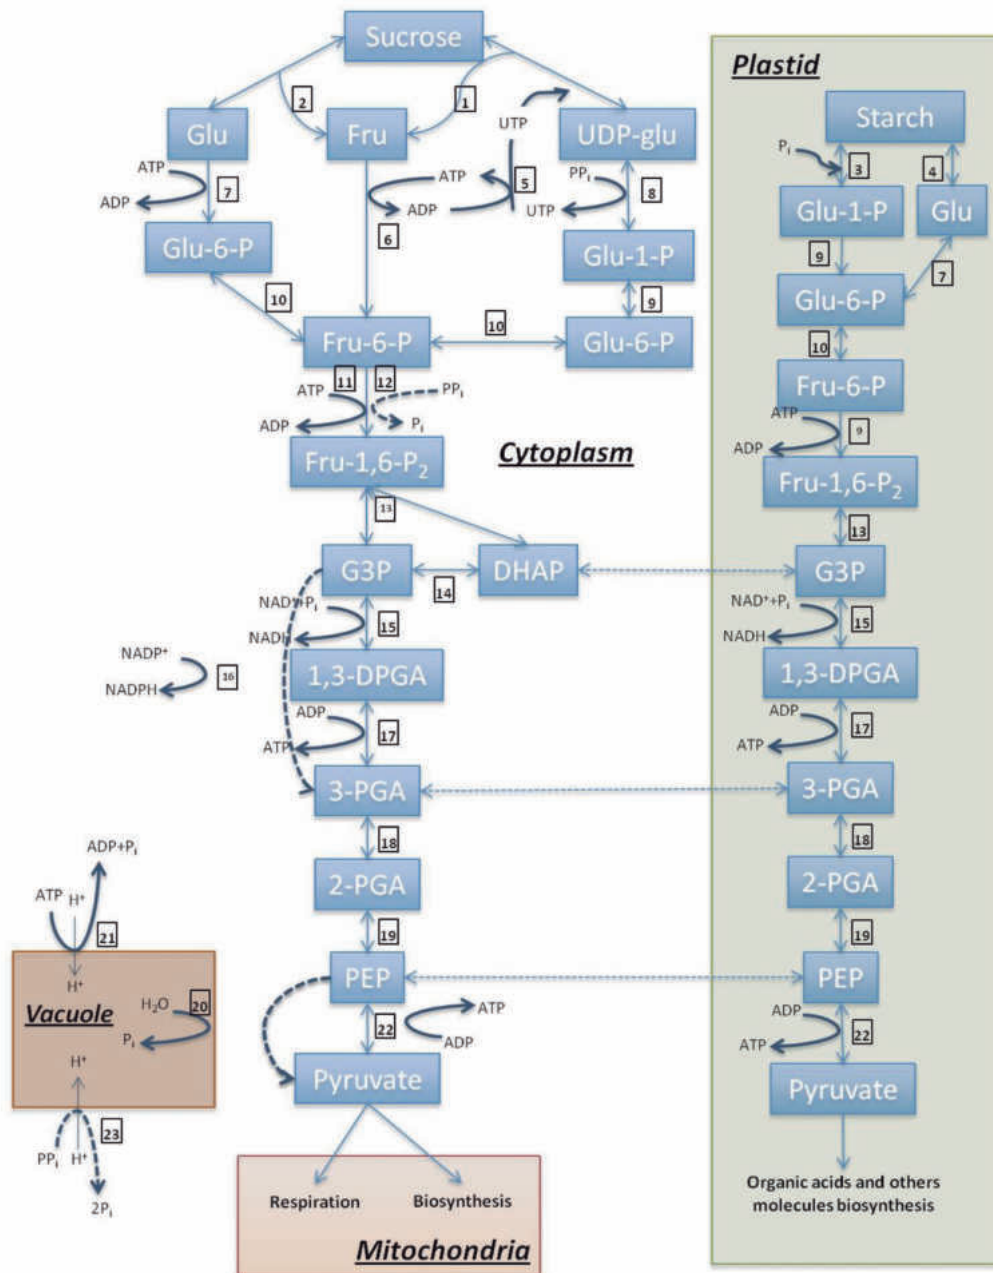 Sucrose
Plastid
Starch
2
1
UTP
Glu
Fru
UDP-glu
Pi
3
4
ATP
ADP
7
ATP
ADP
5
PPi
UTP
8
Glu-1-P
Glu
Glu-6-P
6
Glu-1-P
9
7
10
9
Glu-6-P
Fru-6-P
10
Glu-6-P
10
Fru-6-P
11
12
ATP
ADP
PPi
Pi
ATP
ADP
9
Fru-1,6-P2
Cytoplasm
Fru-1,6-P2
13
13
G3P
14
DHAP
G3P
NAD++Pi
NADH
15
NAD++Pi
NADH
15
NADP+
NADPH
16
1,3-DPGA
1,3-DPGA
ADP
ATP
17
ADP
ATP
17
3-PGA
3-PGA
18
18
ADP+Pi
ATP
H+
21
2-PGA
2-PGA
19
19
H+
Vacuole
H2O
Pi
20
PEP
PEP
22
ATP
ADP
ADP
ATP
22
H+
Pyruvate
Pyruvate
PPi
H+
23
2Pi
Respiration
Biosynthesis
Mitochondria
Organic acids and others
molecules biosynthesis